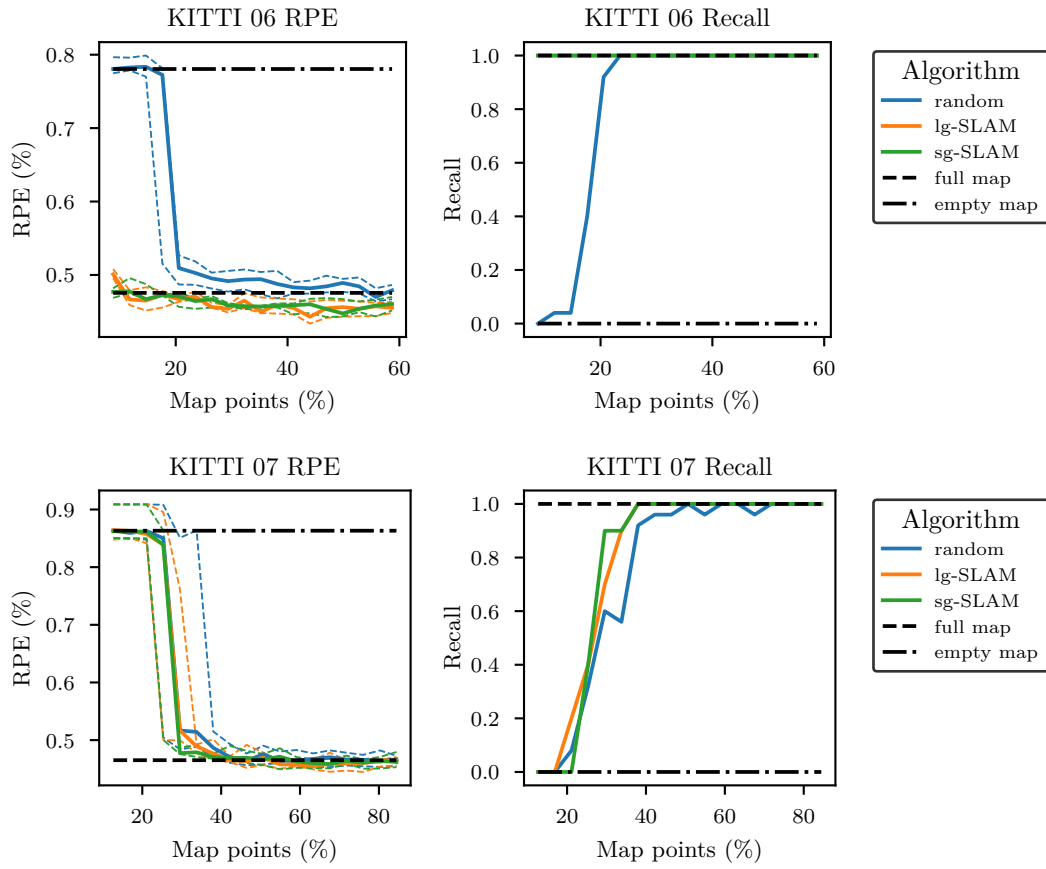 KITTI 06 RPE
0.8
0.7
0.6
0.5
RPE (%)
20
40
60
Map points (%)
KITTI 06 Recall
1.0
0.8
0.6
0.4
0.2
0.0
Recall
20
40
60
Map points (%)
Algorithm
random
lg-SLAM
sg-SLAM
full map
empty map
KITTI 07 RPE
0.9
0.8
0.7
0.6
0.5
RPE (%)
20
40
60
80
Map points (%)
KITTI 07 Recall
1.0
0.8
0.6
0.4
0.2
0.0
Recall
20
40
60
80
Map points (%)
Algorithm
random
lg-SLAM
sg-SLAM
full map
empty map